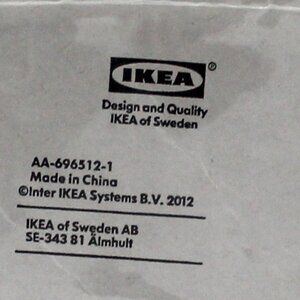 IKEA®
Design and Quality
IKEA of Sweden
AA-696512-1
Made in China
©Inter IKEA Systems B.V. 2012
IKEA of Sweden AB
SE-343 81 Älmhult